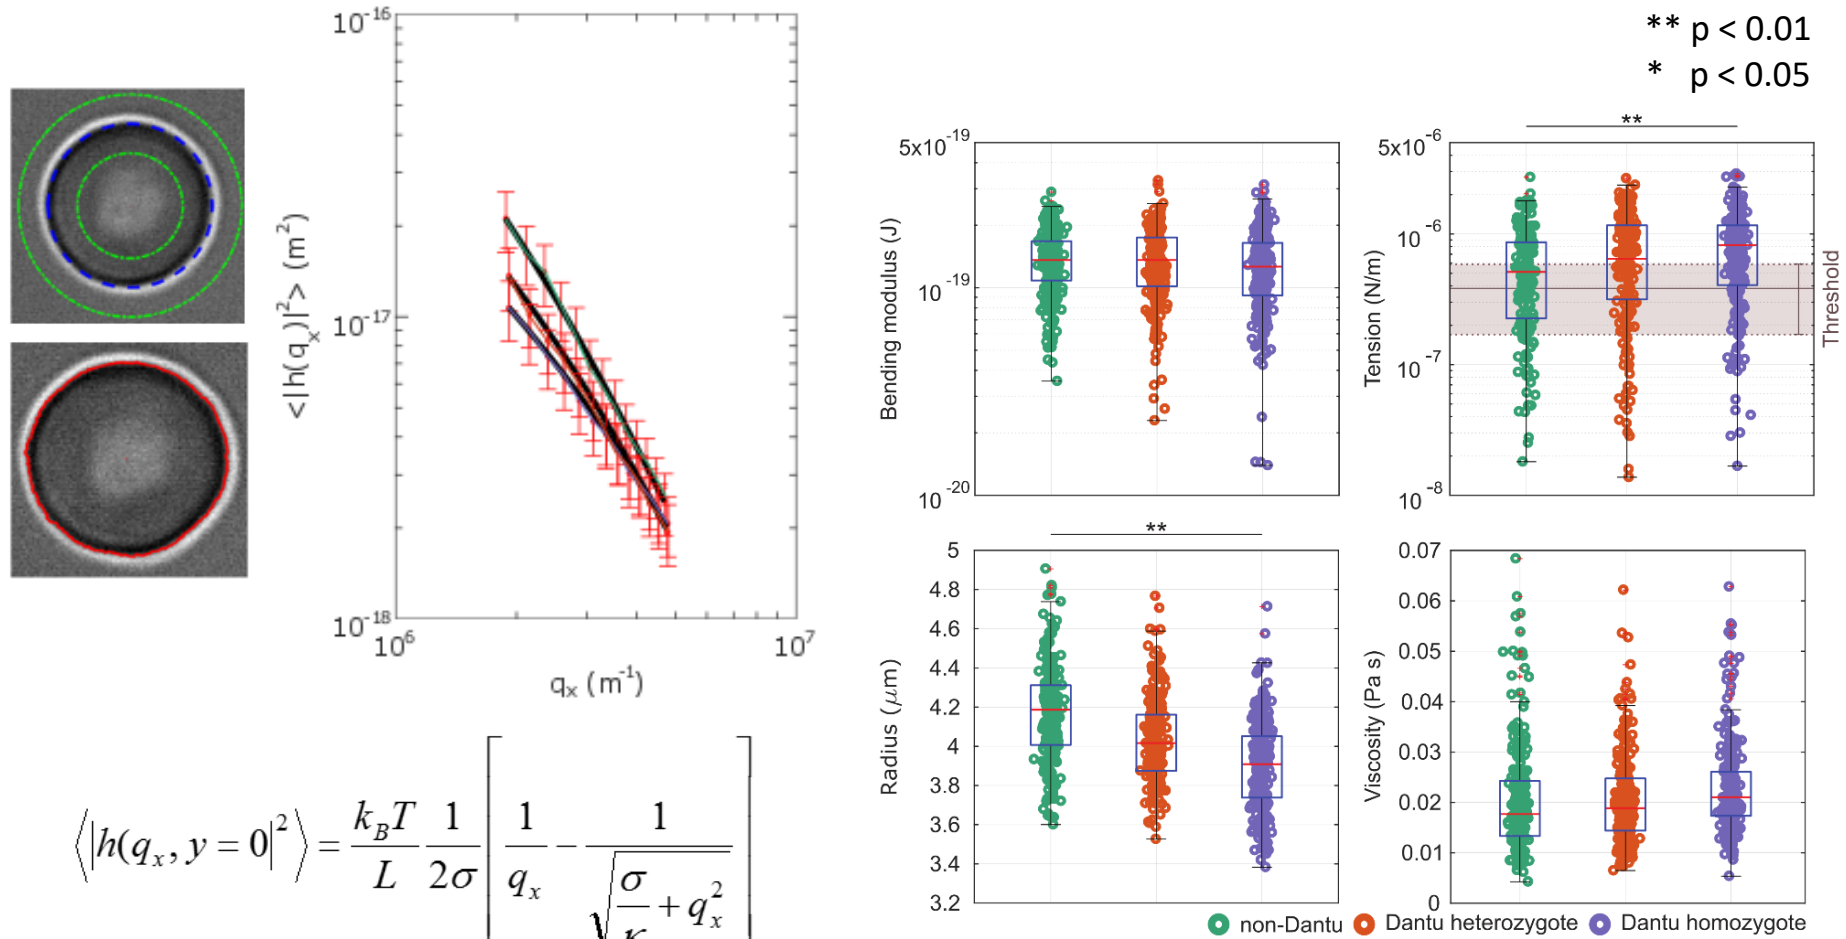 ** p < 0.01
* p < 0.05
10^-16
10^-17
10^-18
<|h(q_x)|^2> (m^2)
10^6
10^7
q_x (m^-1)
⟨|h(q_x, y = 0|^2⟩ = k_BT/L 1/2σ [1/q_x − 1/√(σ/κ + q_x^2)]
5x10^-19
10^-19
10^-20
Bending modulus (J)
**
5x10^-6
10^-6
10^-7
10^-8
Tension (N/m)
Threshold
**
5
4.8
4.6
4.4
4.2
4
3.8
3.6
3.4
3.2
Radius (μm)
0.07
0.06
0.05
0.04
0.03
0.02
0.01
0
Viscosity (Pa s)
non-Dantu
Dantu heterozygote
Dantu homozygote